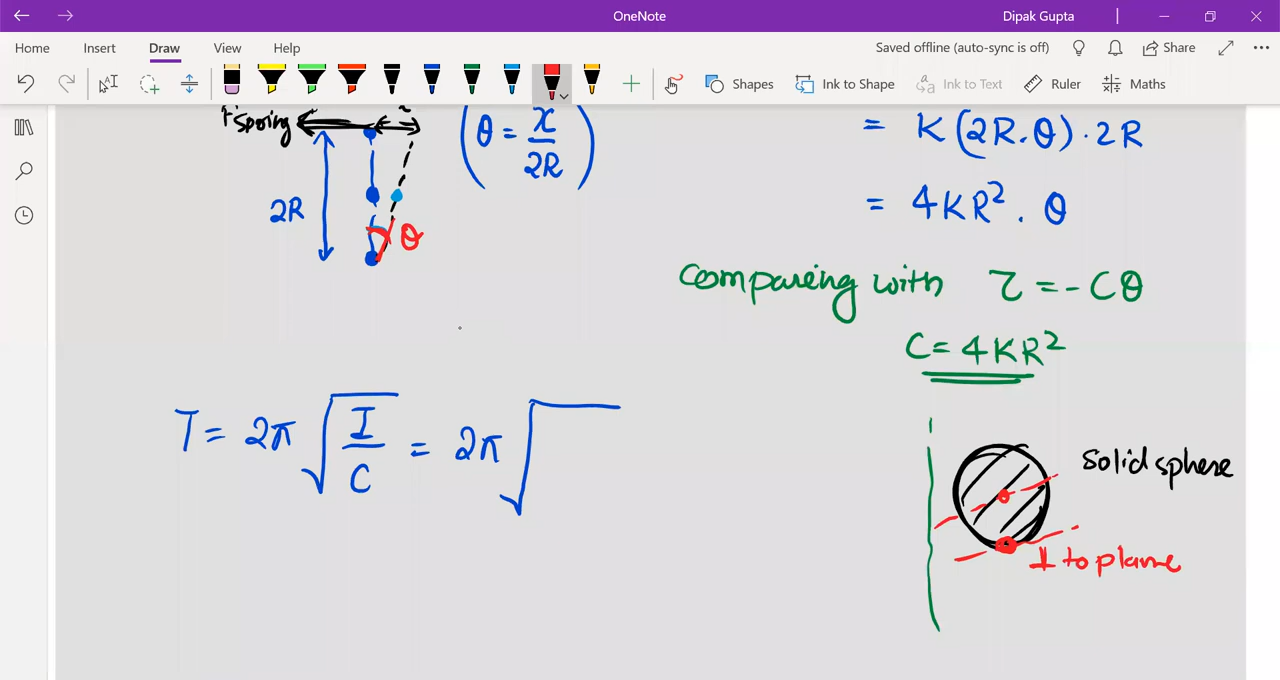 OneNote
Dipak Gupta
Home Insert Draw View Help
Saved offline (auto-sync is off)
Share
Shapes
Ink to Shape
Ink to Text
Ruler
Maths
spring
2R
θ
(θ = x/2R)
= K(2R.θ).2R
= 4KR². θ
Comparing with τ = -Cθ
C = 4KR²
T = 2π √(I/C) = 2π √
Solid sphere
⊥ to plane